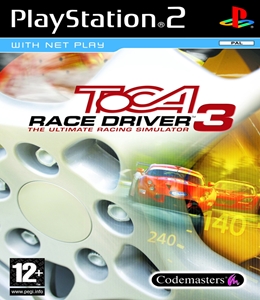 PlayStation®2
WITH NET PLAY
PAL
TOCA
RACE DRIVER 3
THE ULTIMATE RACING SIMULATOR
140
240
12+
www.pegi.info
Codemasters